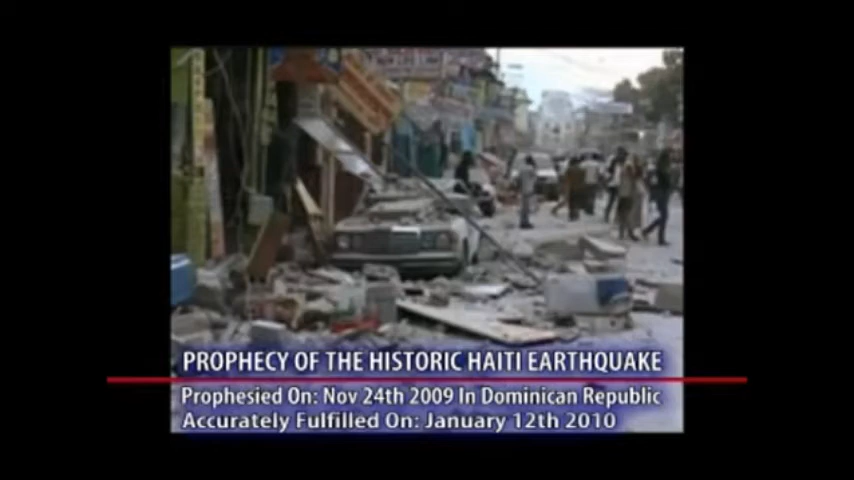 PROPHECY OF THE HISTORIC HAITI EARTHQUAKE
Prophesied On: Nov 24th 2009 In Dominican Republic
Accurately Fulfilled On: January 12th 2010